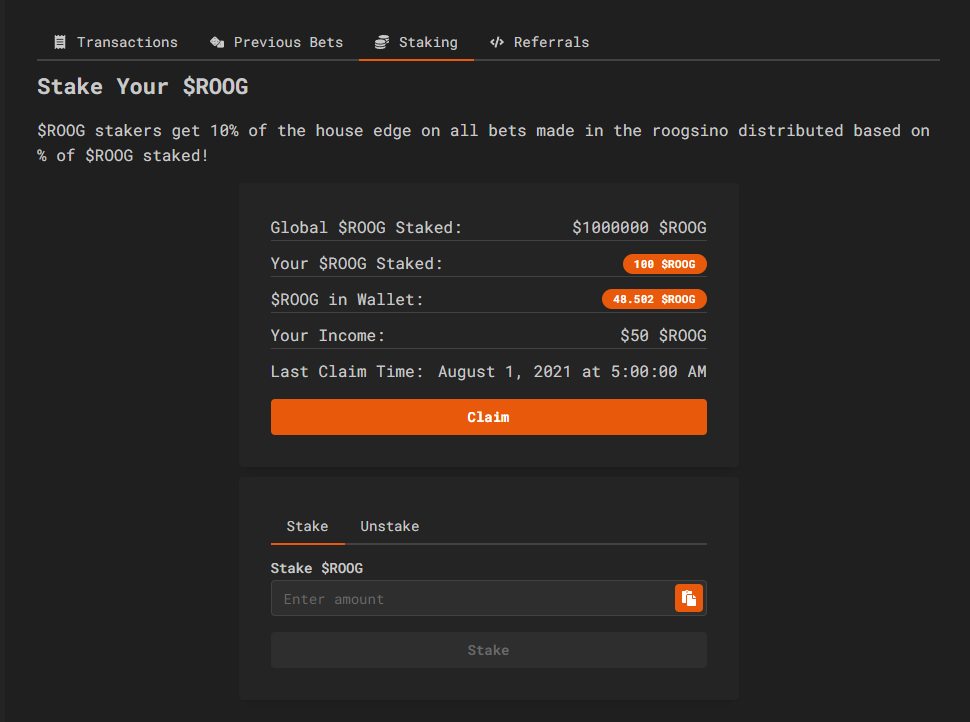 Transactions Previous Bets Staking Referrals
Stake Your $ROOG
$ROOG stakers get 10% of the house edge on all bets made in the roogsino distributed based on
% of $ROOG staked!
Global $ROOG Staked: $1000000 $ROOG
Your $ROOG Staked: 100 $ROOG
$ROOG in Wallet: 48.502 $ROOG
Your Income: $50 $ROOG
Last Claim Time: August 1, 2021 at 5:00:00 AM
Claim
Stake Unstake
Stake $ROOG
Enter amount
Stake